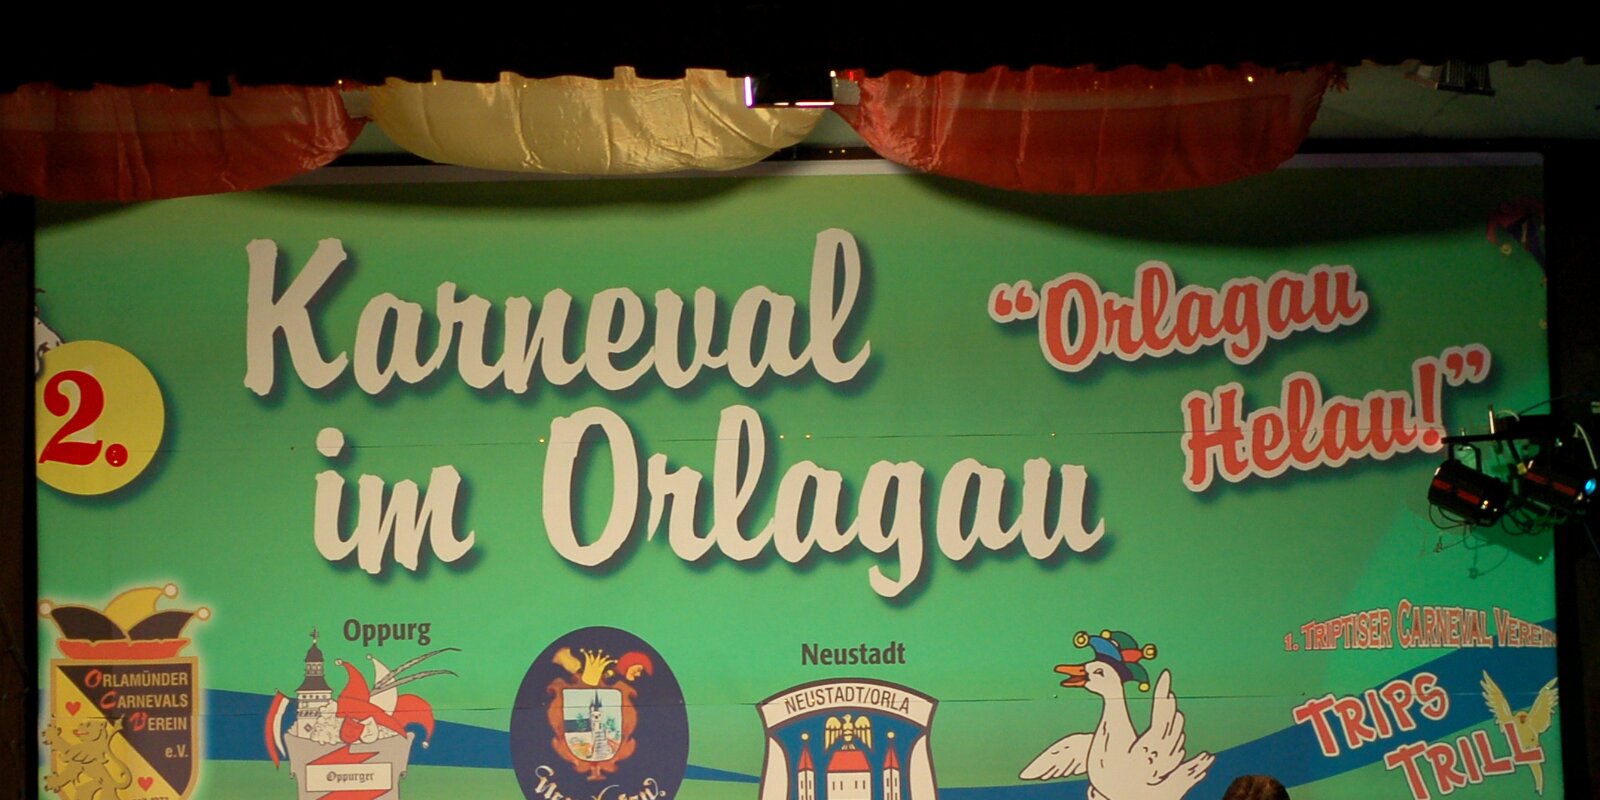 Karneval
im Orlagau
“Orlagau
Helau!”
2.
ORLAMÜNDER
CARNEVALS
VEREIN
e.V.
Oppurg
Oppurger
Neustadt
NEUSTADT/ORLA
1. TRIPTISER CARNEVAL VEREIN
TRIPS
TRILL